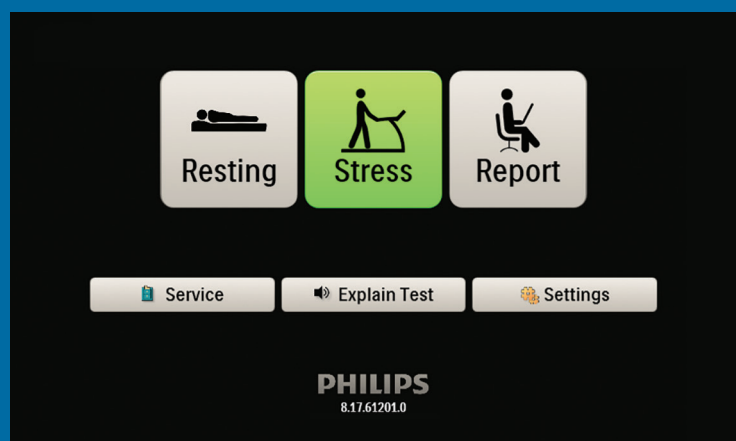 Resting Stress Report
Service Explain Test Settings
PHILIPS
8.17.61201.0